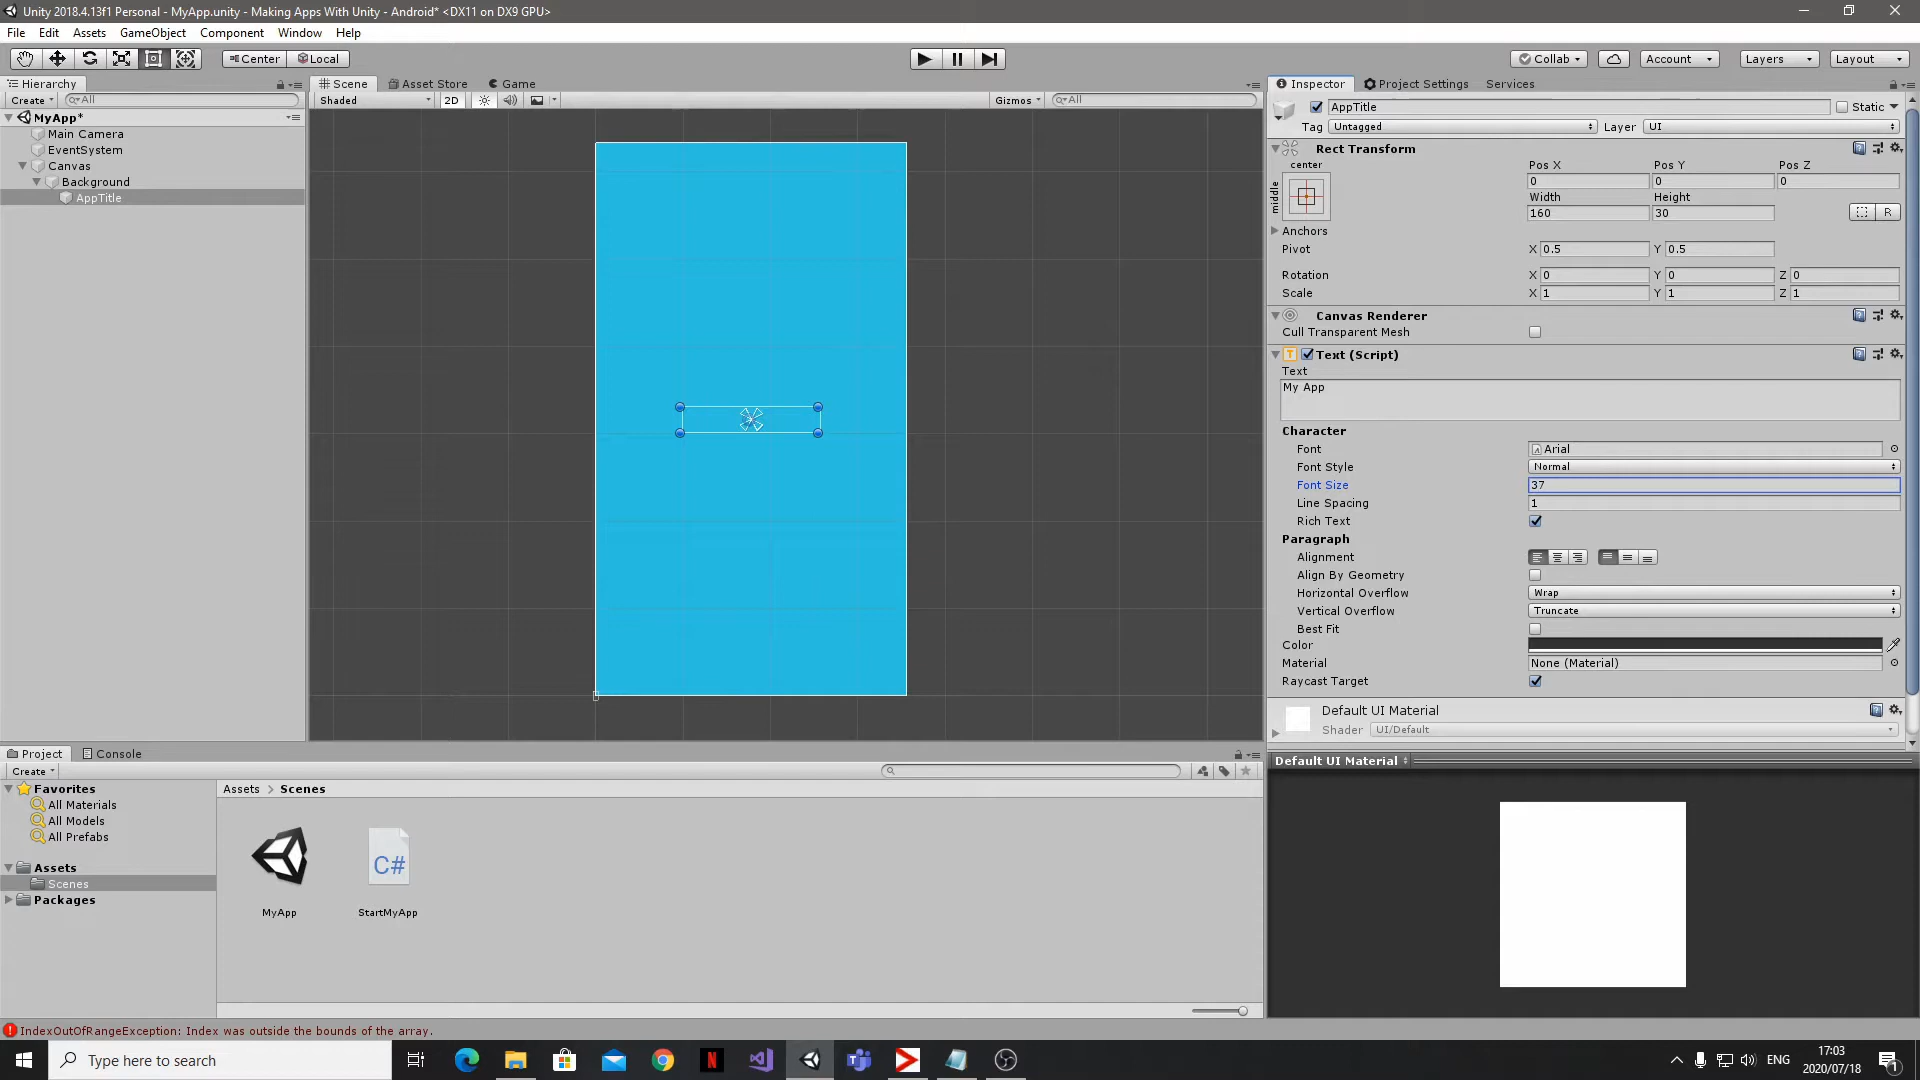 Unity 2018.4.13f1 Personal - MyApp.unity - Making Apps With Unity - Android* <DX11 on DX9 GPU>
File Edit Assets GameObject Component Window Help
Center Local Collab Account Layers Layout
Hierarchy Scene Asset Store Game Inspector Project Settings Services
Create All Shaded 2D Gizmos All
AppTitle Static
MyApp*
Tag Untagged Layer UI
Main Camera
EventSystem
Canvas
Background
AppTitle
Rect Transform
center Pos X Pos Y Pos Z
middle
0 0 0
Width Height
160 30 R
Anchors
Pivot X 0.5 Y 0.5
Rotation X 0 Y 0 Z 0
Scale X 1 Y 1 Z 1
Canvas Renderer
Cull Transparent Mesh
T Text (Script)
Text
My App
Character
Font Arial
Font Style Normal
Font Size 37
Line Spacing 1
Rich Text
Paragraph
Alignment
Align By Geometry
Horizontal Overflow Wrap
Vertical Overflow Truncate
Best Fit
Color
Material None (Material)
Raycast Target
Default UI Material
Shader UI/Default
Default UI Material
Project Console
Create
Favorites
All Materials
All Models
All Prefabs
Assets
Scenes
Packages
Assets > Scenes
C#
MyApp StartMyApp
IndexOutOfRangeException: Index was outside the bounds of the array.
Type here to search
N
ENG
17:03
2020/07/18
1